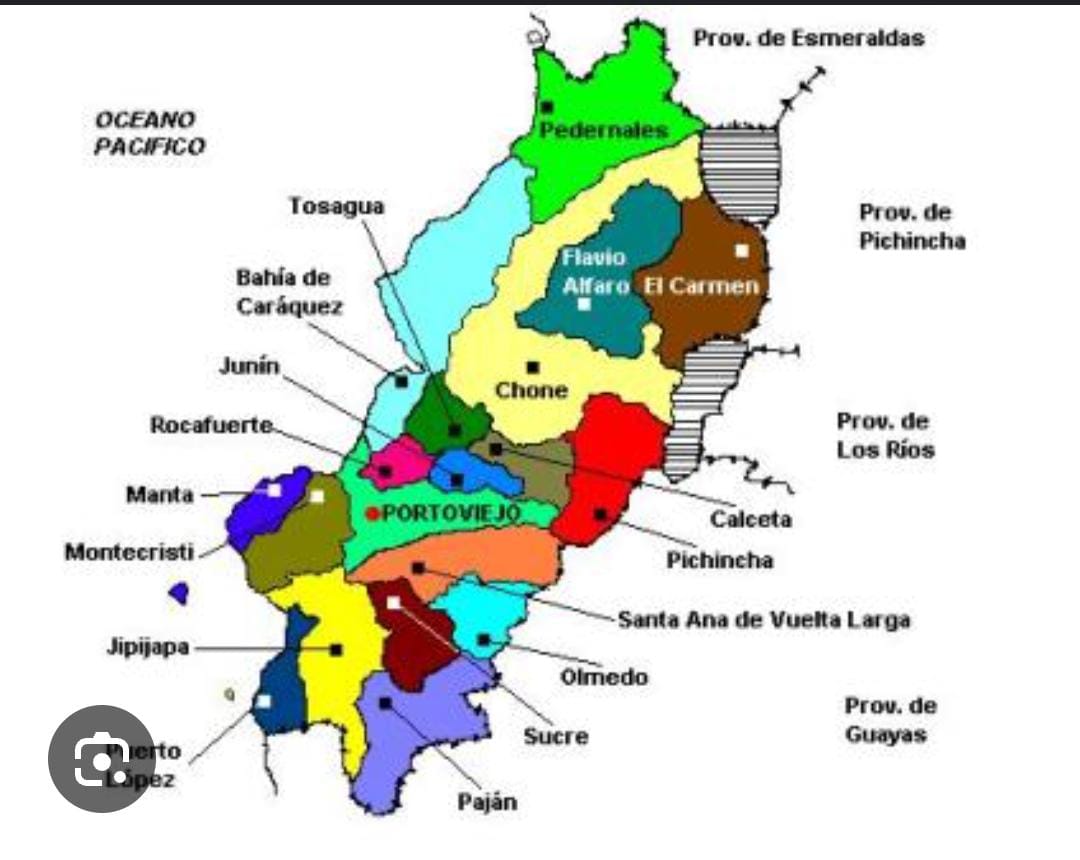 Prov. de Esmeraldas
OCEANO
PACIFICO
Pedernales
Tosagua
Prov. de
Pichincha
Bahía de
Caráquez
Flavio
Alfaro
El Carmen
Junín
Chone
Rocafuerte
Prov. de
Los Ríos
Manta
PORTOVIEJO
Calceta
Montecristi
Pichincha
Santa Ana de Vuelta Larga
Jipijapa
Olmedo
Prov. de
Guayas
Sucre
Puerto
López
Paján